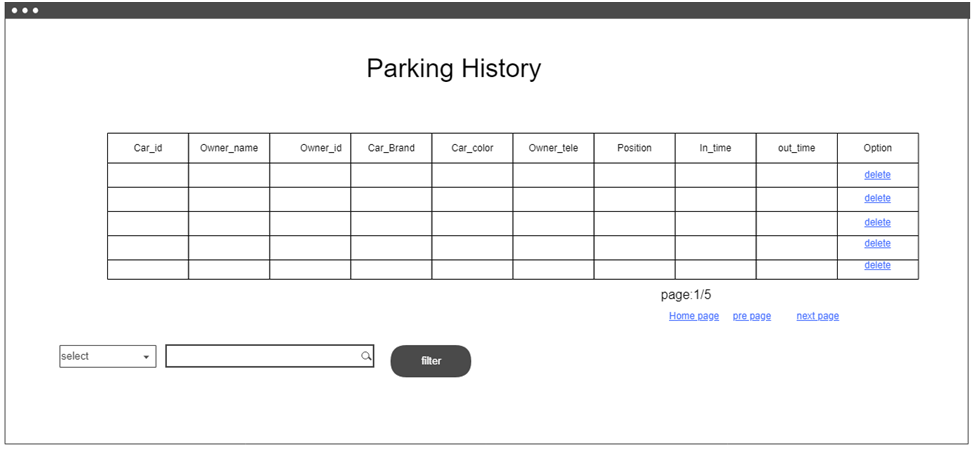 Parking History
Car_id Owner_name Owner_id Car_Brand Car_color Owner_tele Position In_time out_time Option
delete
delete
delete
delete
delete
page:1/5
Home page pre page next page
select filter